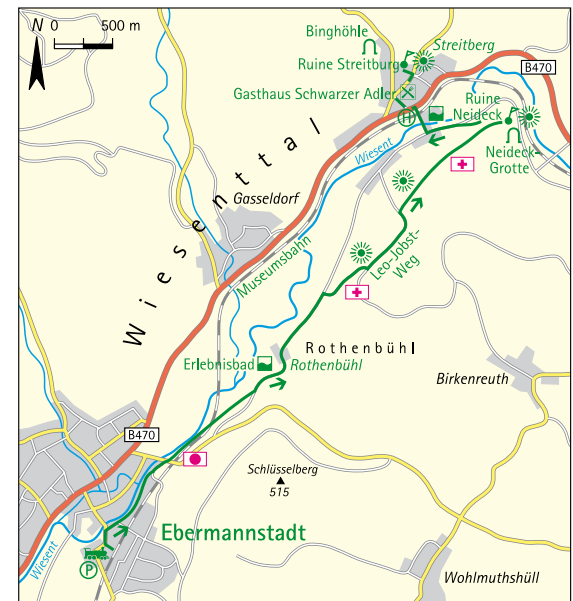 N 0 500 m
Binghöhle
Streitberg
Ruine Streitburg
B470
Gasthaus Schwarzer Adler
Ruine
Neideck
H
Wiesent
Neideck-
Grotte
Wiesenttal
Gasseldorf
Leo-Jobst-
Weg
Museumsbahn
Rothenbühl
Erlebnisbad
Rothenbühl
Birkenreuth
B470
Schlüsselberg
515
Ebermannstadt
Wiesent
P
Wohlmuthshüll